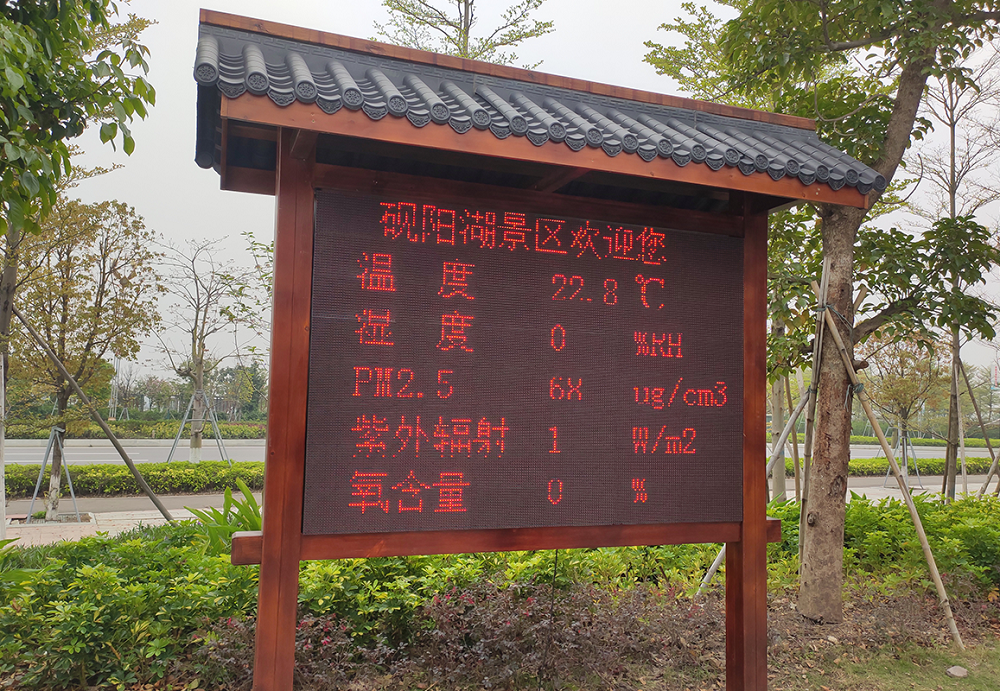 砚阳湖景区欢迎您
温 度 22.8 ℃
湿 度 0 %RH
PM2.5 6X ug/cm3
紫外辐射 1 W/m2
氧含量 0 %